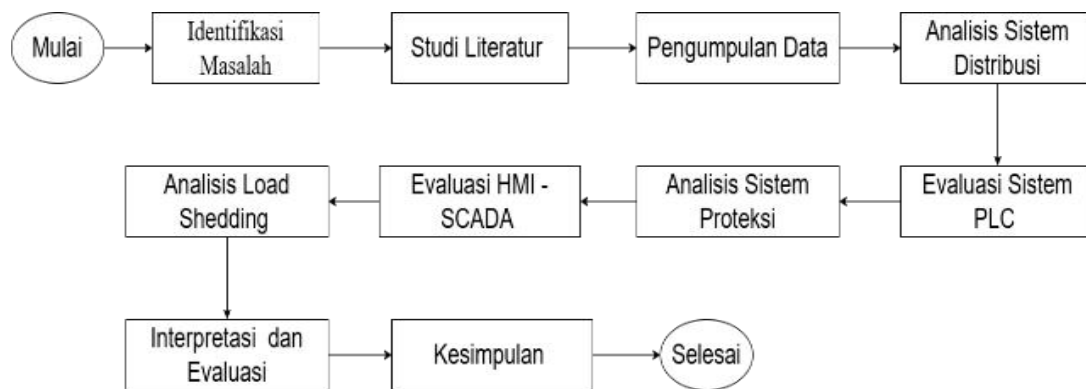 Mulai
Identifikasi
Masalah
Studi Literatur
Pengumpulan Data
Analisis Sistem
Distribusi
Evaluasi Sistem
PLC
Analisis Sistem
Proteksi
Evaluasi HMI -
SCADA
Analisis Load
Shedding
Interpretasi dan
Evaluasi
Kesimpulan
Selesai